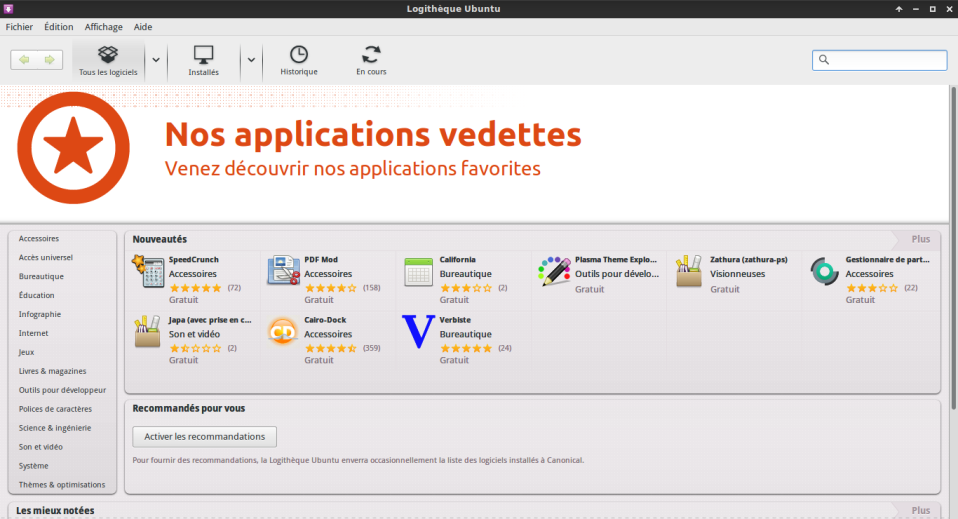 Logithèque Ubuntu
Fichier Édition Affichage Aide
Tous les logiciels
Installés
Historique
En cours
Nos applications vedettes
Venez découvrir nos applications favorites
Accessoires
Accès universel
Bureautique
Éducation
Infographie
Internet
Jeux
Livres & magazines
Outils pour développeur
Polices de caractères
Science & ingénierie
Son et vidéo
Système
Thèmes & optimisations
Nouveautés
Plus
SpeedCrunch
Accessoires
(72)
Gratuit
PDF Mod
Accessoires
(158)
Gratuit
California
Bureautique
(2)
Gratuit
Plasma Theme Explo...
Outils pour dévelo...
Gratuit
Zathura (zathura-ps)
Visionneuses
Gratuit
Gestionnaire de part...
Accessoires
(22)
Gratuit
Japa (avec prise en c...
Son et vidéo
(2)
Gratuit
Cairo-Dock
Accessoires
(359)
Gratuit
V
Verbiste
Bureautique
(24)
Gratuit
Recommandés pour vous
Activer les recommandations
Pour fournir des recommandations, la Logithèque Ubuntu enverra occasionnellement la liste des logiciels installés à Canonical.
Les mieux notées
Plus